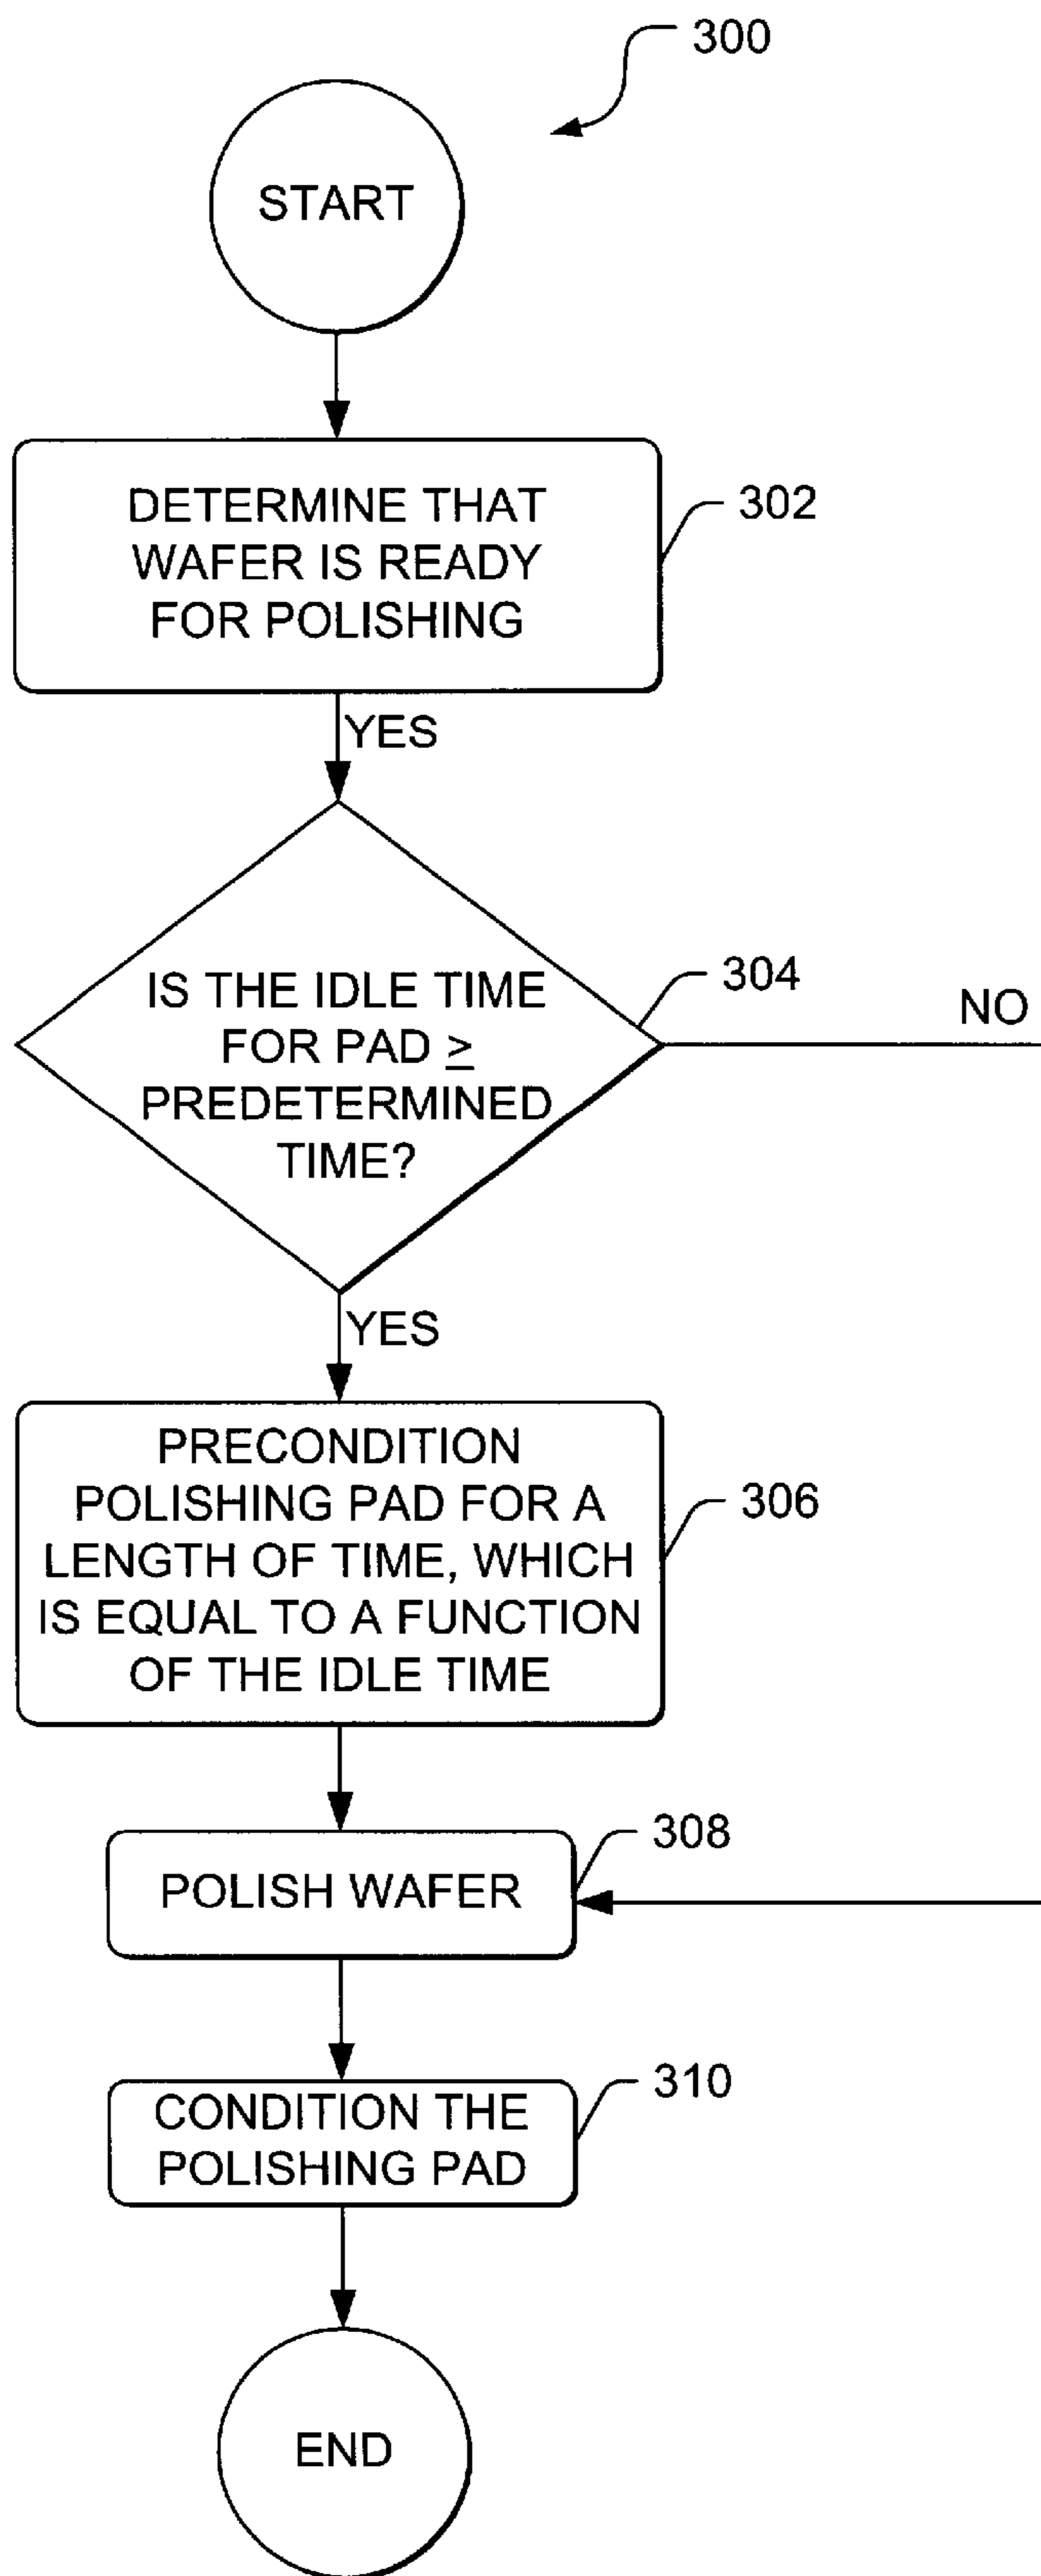 300
START
DETERMINE THAT
WAFER IS READY
FOR POLISHING
302
YES
IS THE IDLE TIME
FOR PAD ≥
PREDETERMINED
TIME?
304
NO
YES
PRECONDITION
POLISHING PAD FOR A
LENGTH OF TIME, WHICH
IS EQUAL TO A FUNCTION
OF THE IDLE TIME
306
POLISH WAFER
308
CONDITION THE
POLISHING PAD
310
END